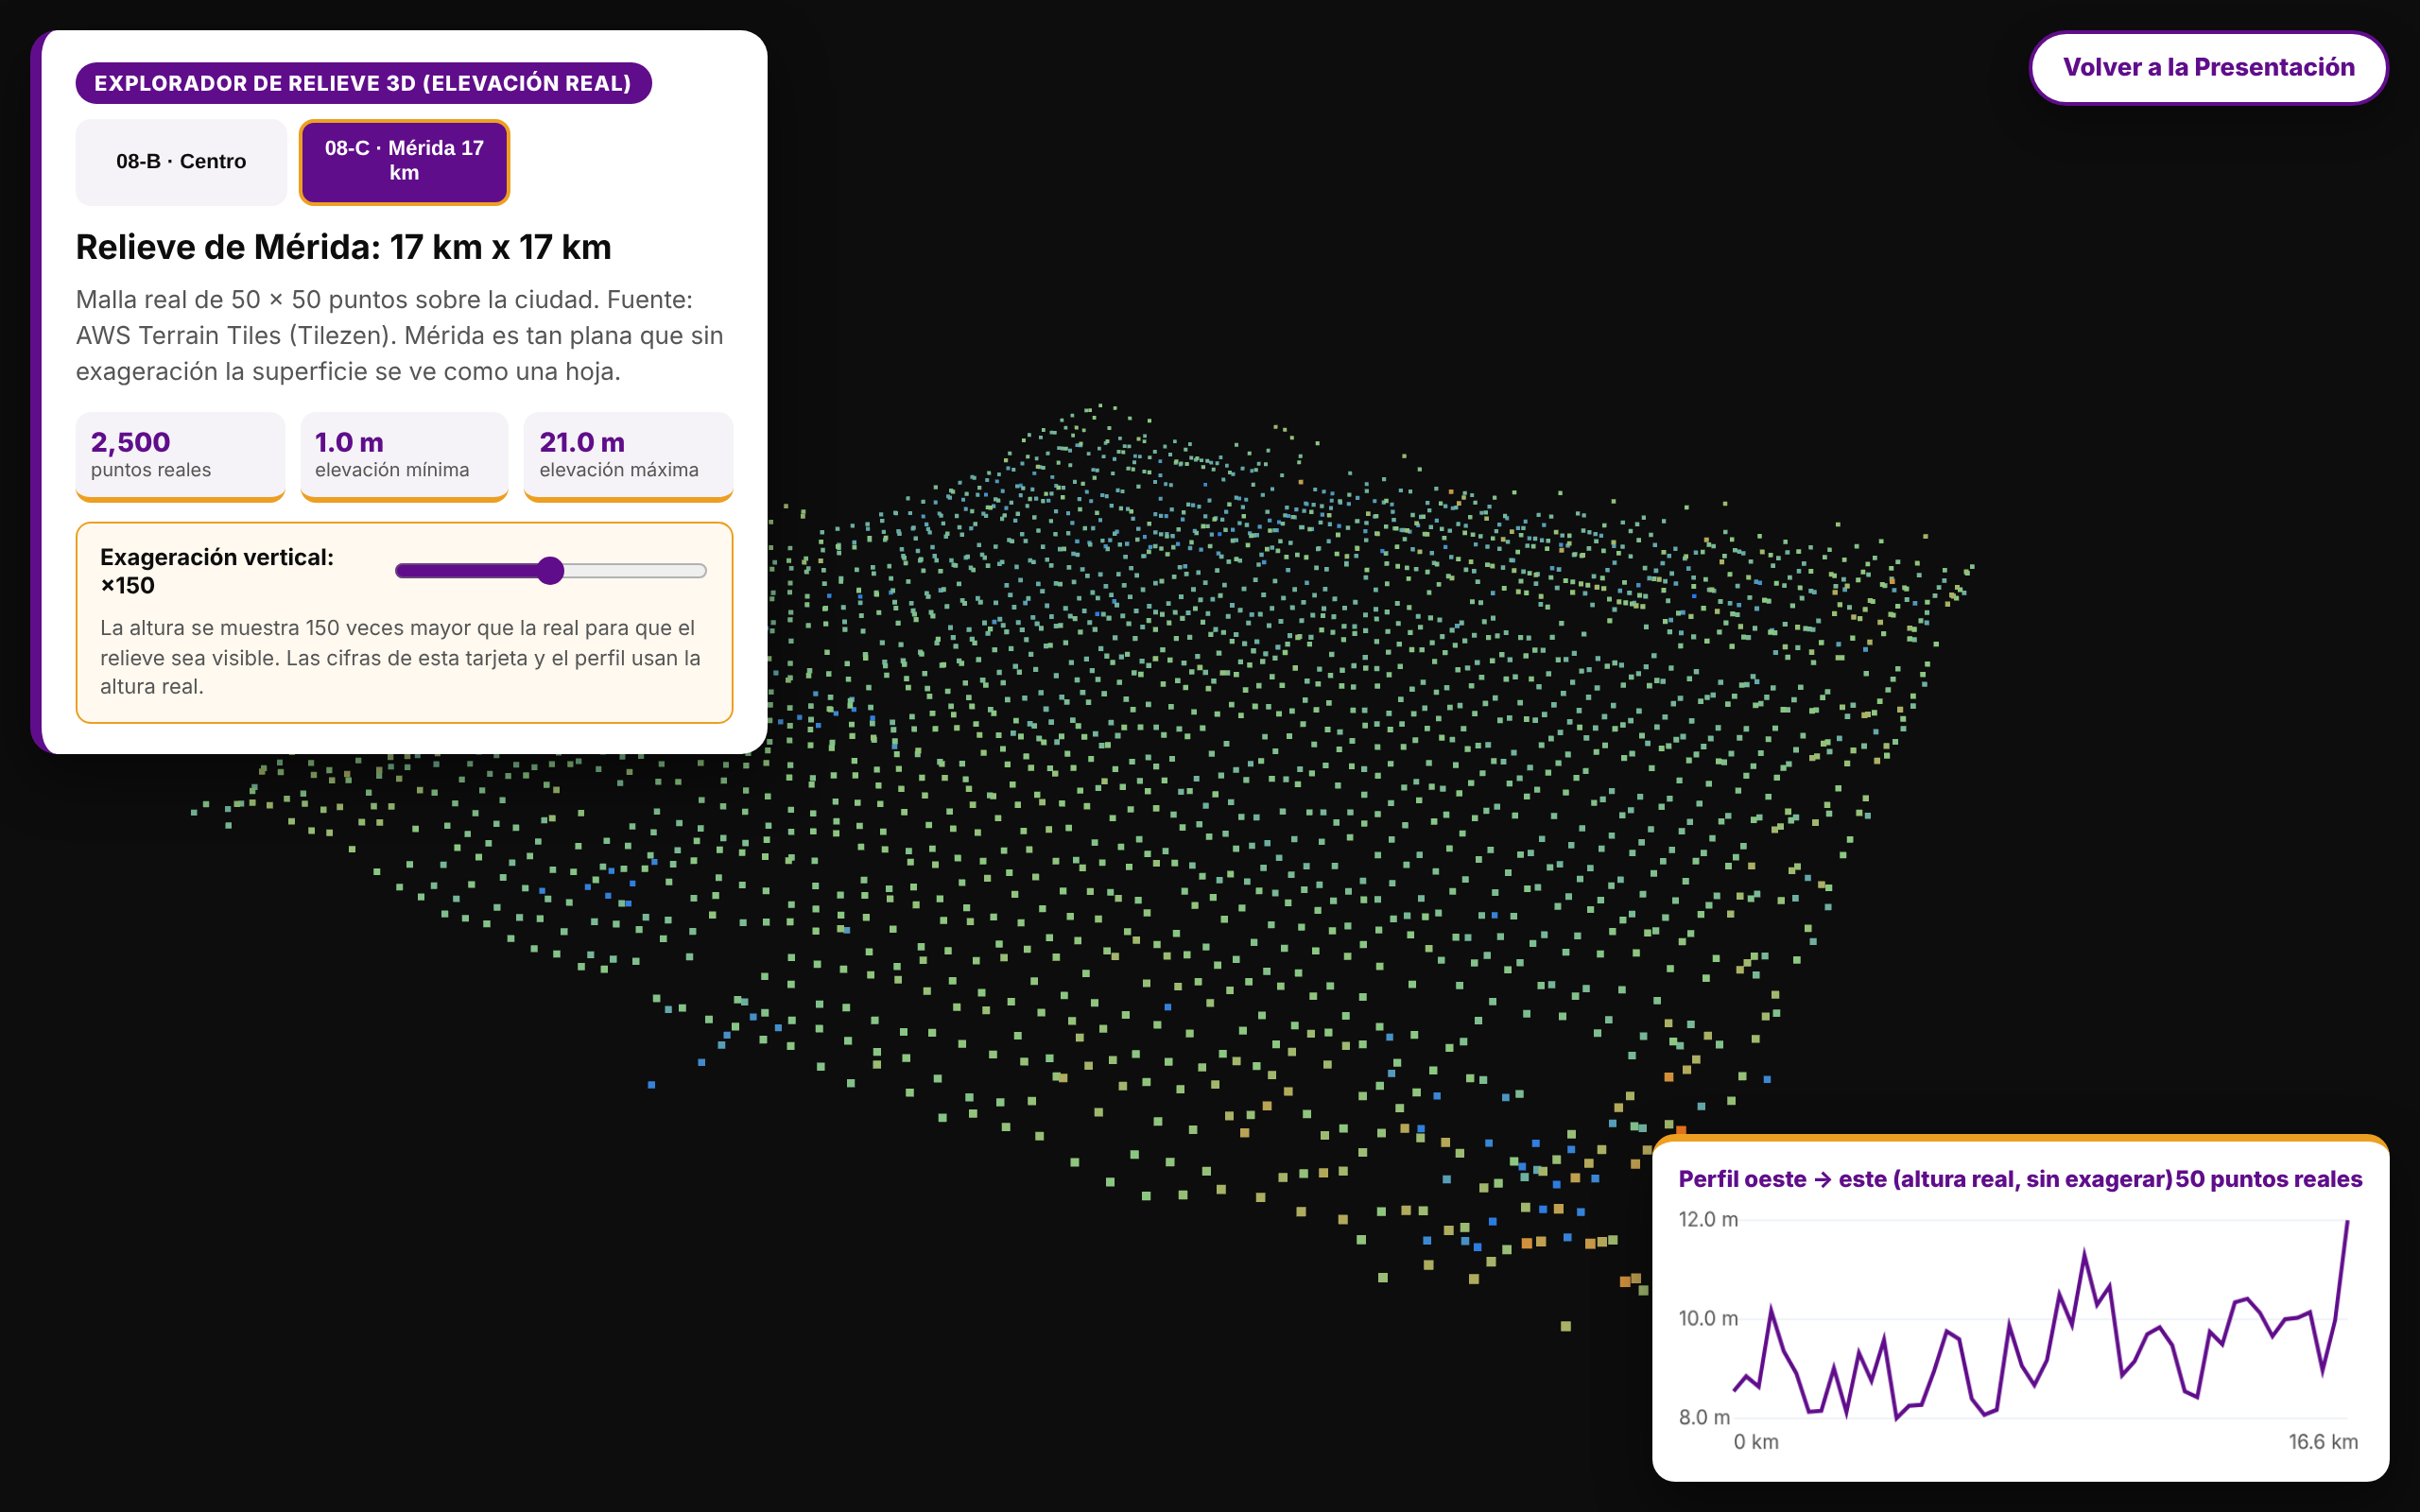 EXPLORADOR DE RELIEVE 3D (ELEVACIÓN REAL)
Volver a la Presentación
08-B · Centro
08-C · Mérida 17
km
Relieve de Mérida: 17 km x 17 km
Malla real de 50 × 50 puntos sobre la ciudad. Fuente:
AWS Terrain Tiles (Tilezen). Mérida es tan plana que sin
exageración la superficie se ve como una hoja.
2,500
puntos reales
1.0 m
elevación mínima
21.0 m
elevación máxima
Exageración vertical:
×150
La altura se muestra 150 veces mayor que la real para que el
relieve sea visible. Las cifras de esta tarjeta y el perfil usan la
altura real.
Perfil oeste → este (altura real, sin exagerar) 50 puntos reales
12.0 m
10.0 m
8.0 m
0 km
16.6 km